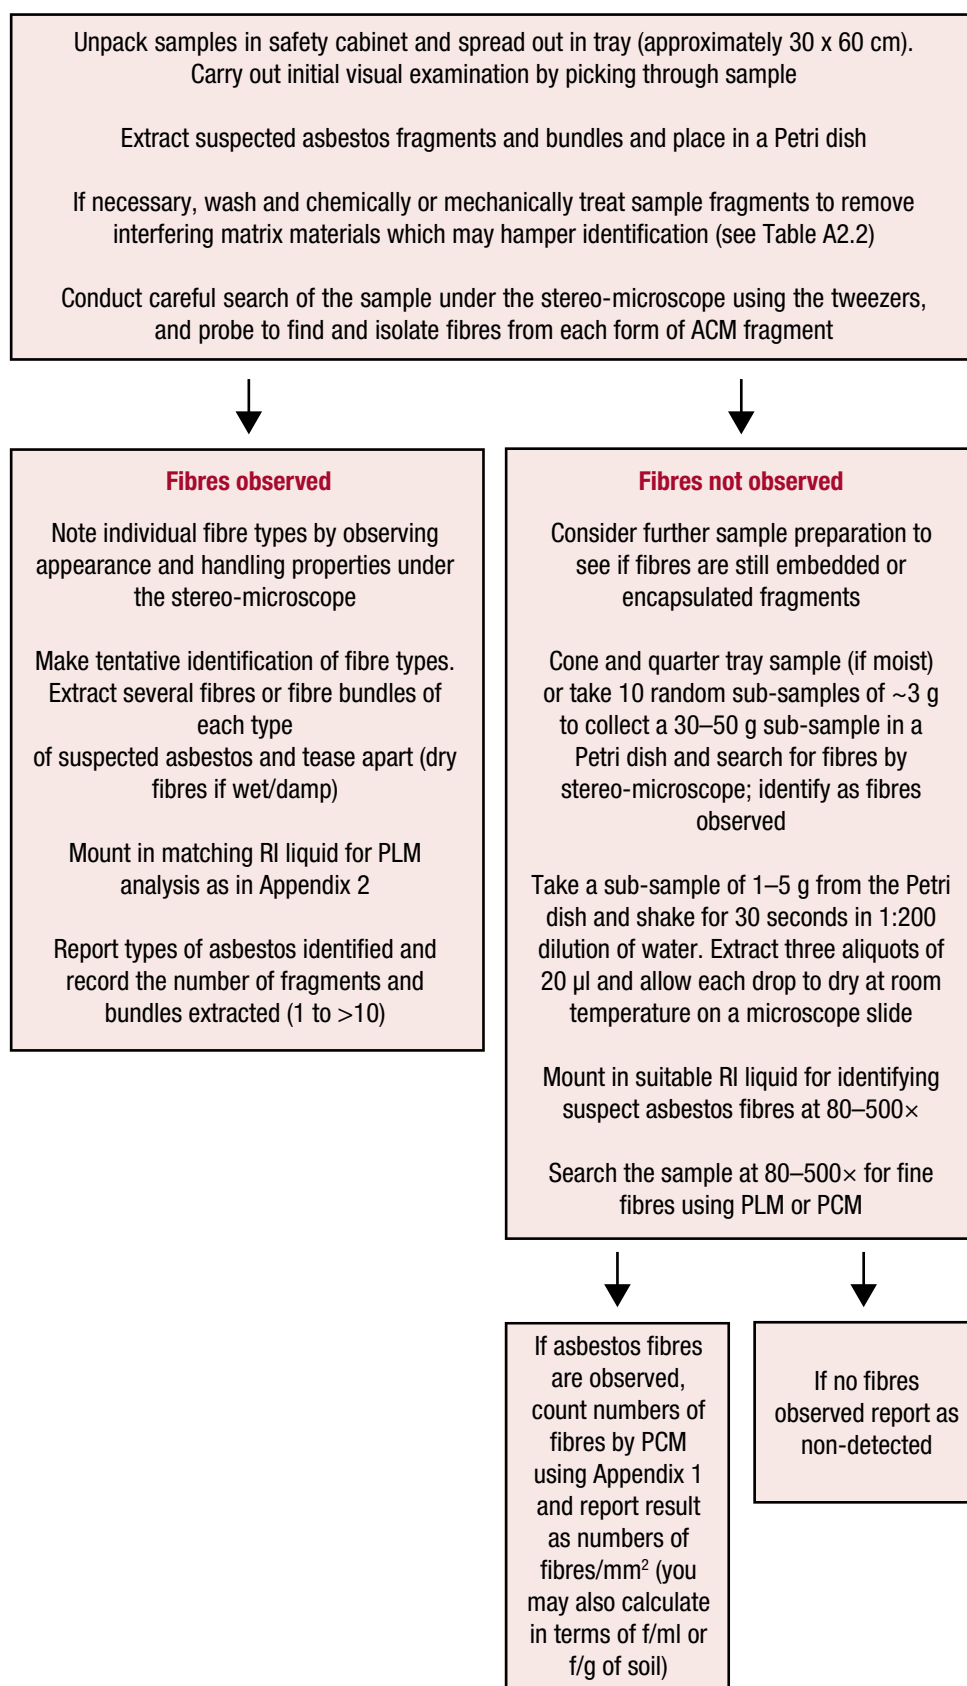 Unpack samples in safety cabinet and spread out in tray (approximately 30 x 60 cm).
Carry out initial visual examination by picking through sample
Extract suspected asbestos fragments and bundles and place in a Petri dish
If necessary, wash and chemically or mechanically treat sample fragments to remove
interfering matrix materials which may hamper identification (see Table A2.2)
Conduct careful search of the sample under the stereo-microscope using the tweezers,
and probe to find and isolate fibres from each form of ACM fragment
Fibres observed
Note individual fibre types by observing
appearance and handling properties under
the stereo-microscope
Make tentative identification of fibre types.
Extract several fibres or fibre bundles of
each type
of suspected asbestos and tease apart (dry
fibres if wet/damp)
Mount in matching RI liquid for PLM
analysis as in Appendix 2
Report types of asbestos identified and
record the number of fragments and
bundles extracted (1 to >10)
Fibres not observed
Consider further sample preparation to
see if fibres are still embedded or
encapsulated fragments
Cone and quarter tray sample (if moist)
or take 10 random sub-samples of ~3 g
to collect a 30–50 g sub-sample in a
Petri dish and search for fibres by
stereo-microscope; identify as fibres
observed
Take a sub-sample of 1–5 g from the Petri
dish and shake for 30 seconds in 1:200
dilution of water. Extract three aliquots of
20 µl and allow each drop to dry at room
temperature on a microscope slide
Mount in suitable RI liquid for identifying
suspect asbestos fibres at 80–500×
Search the sample at 80–500× for fine
fibres using PLM or PCM
If asbestos fibres
are observed,
count numbers of
fibres by PCM
using Appendix 1
and report result
as numbers of
fibres/mm² (you
may also calculate
in terms of f/ml or
f/g of soil)
If no fibres
observed report as
non-detected